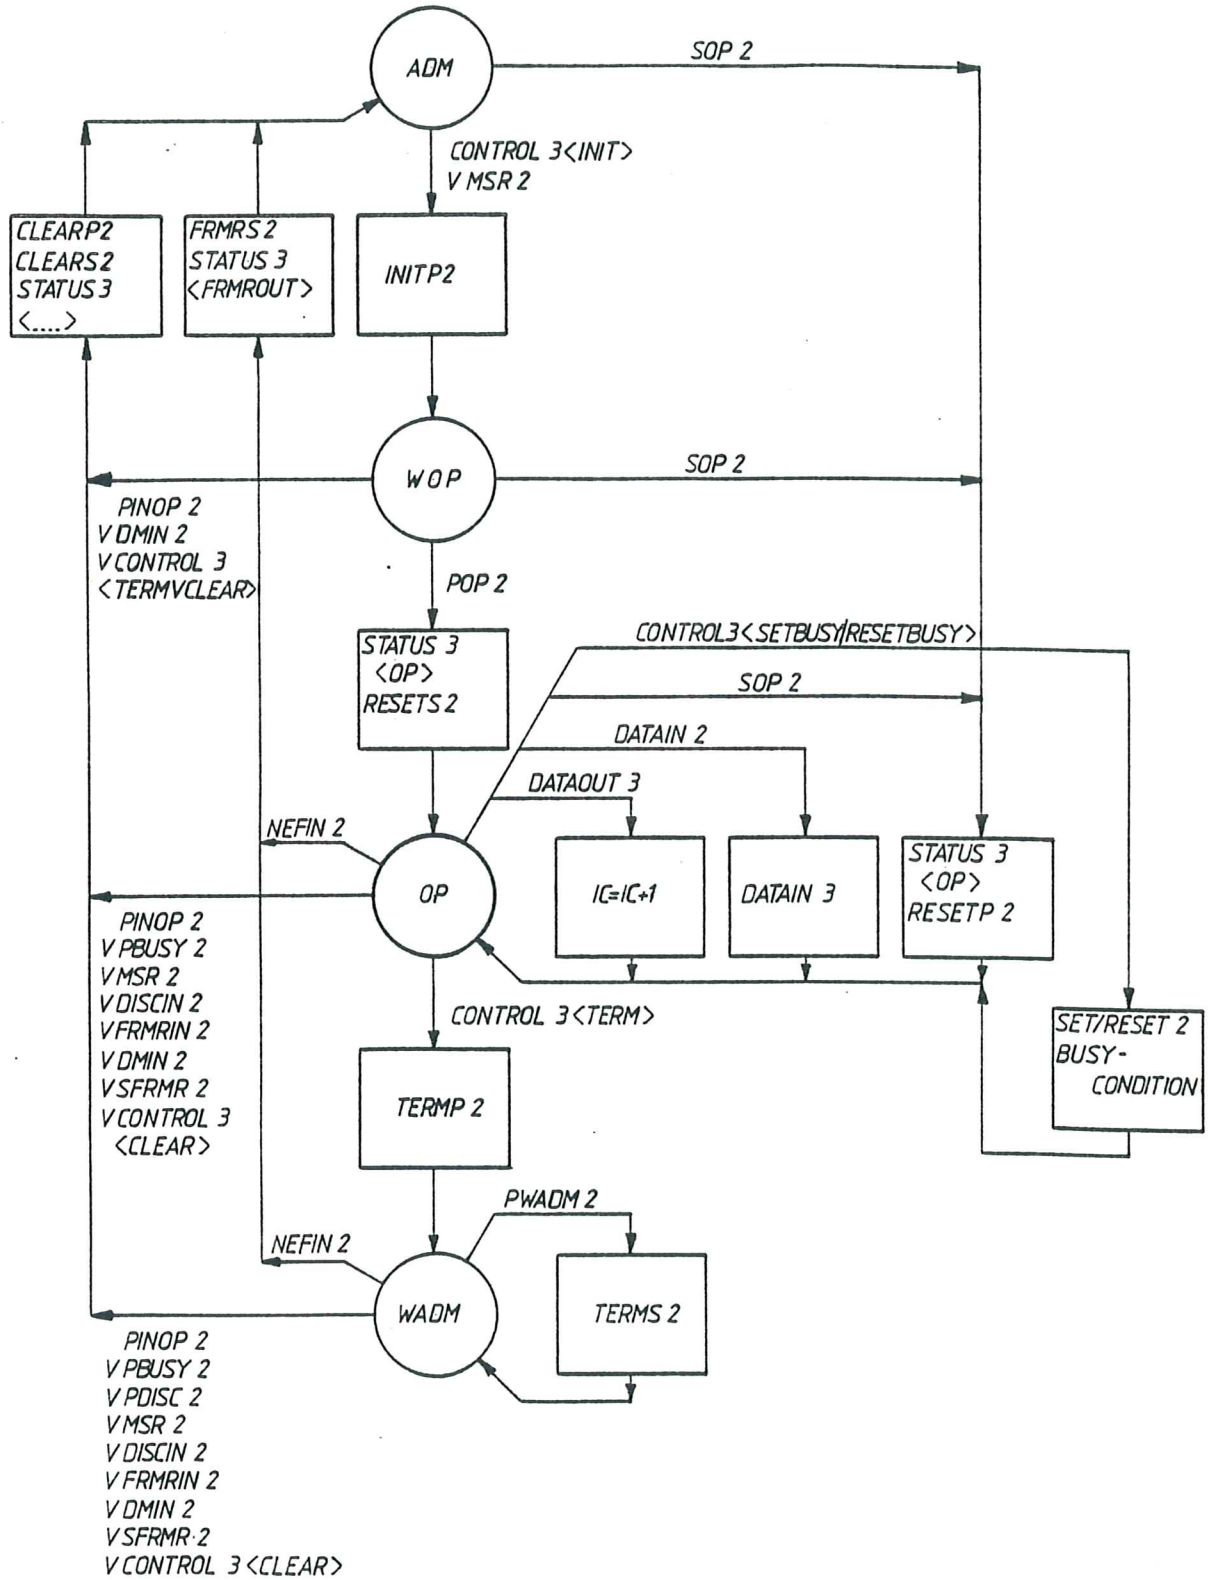 ADM
SOP 2
CONTROL 3<INIT>
V MSR 2
CLEARP2
CLEARS2
STATUS3
<....>
FRMRS 2
STATUS 3
<FRMROUT>
INITP2
WOP
SOP 2
PINOP 2
V DMIN 2
V CONTROL 3
<TERMVCLEAR>
POP 2
STATUS 3
<OP>
RESETS 2
CONTROL3<SETBUSY/RESETBUSY>
SOP 2
DATAIN 2
DATAOUT 3
NEFIN 2
OP
IC=IC+1
DATAIN 3
STATUS 3
<OP>
RESETP 2
PINOP 2
V PBUSY 2
V MSR 2
V DISCIN 2
V FRMRIN 2
V DMIN 2
V SFRMR 2
V CONTROL 3
<CLEAR>
CONTROL 3<TERM>
SET/RESET 2
BUSY-
CONDITION
TERMP 2
PWADM 2
NEFIN 2
WADM
TERMS 2
PINOP 2
V PBUSY 2
V PDISC 2
V MSR 2
V DISCIN 2
V FRMRIN 2
V DMIN 2
V SFRMR 2
V CONTROL 3<CLEAR>